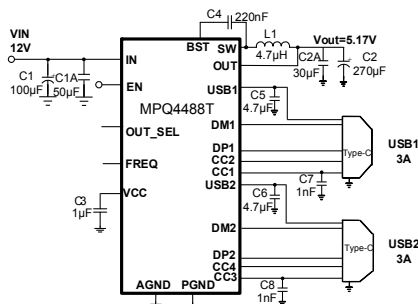 C4 220nF
VIN
12V
L1
Vout=5.17V
BST
SW
4.7µH
C2A
30µF
C2
270µF
IN
OUT
C1
100µF
C1A
50µF
EN
USB1
C5
4.7µF
MPQ4488T
OUT_SEL
DM1
Type-C
USB1
3A
FREQ
DP1
CC2
CC1
C7
1nF
VCC
USB2
C3
1µF
C6
4.7µF
DM2
Type-C
USB2
3A
DP2
CC4
CC3
C8
1nF
AGND
PGND